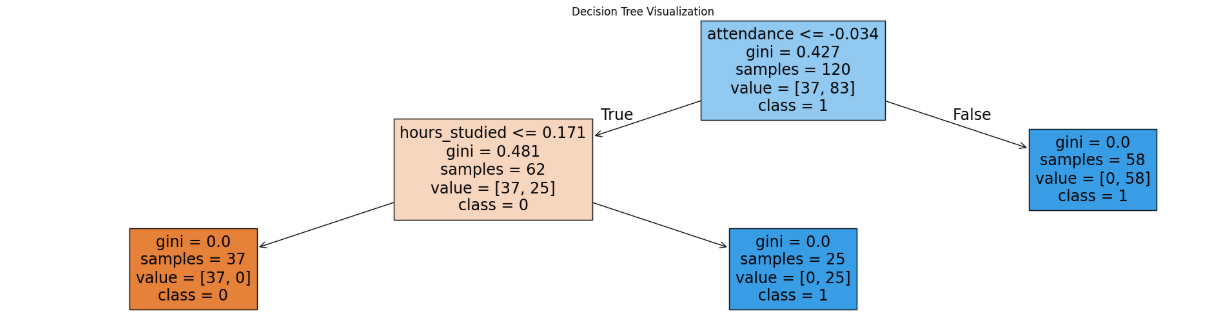 Decision Tree Visualization
attendance <= -0.034
gini = 0.427
samples = 120
value = [37, 83]
class = 1
True
False
hours_studied <= 0.171
gini = 0.481
samples = 62
value = [37, 25]
class = 0
gini = 0.0
samples = 58
value = [0, 58]
class = 1
gini = 0.0
samples = 37
value = [37, 0]
class = 0
gini = 0.0
samples = 25
value = [0, 25]
class = 1